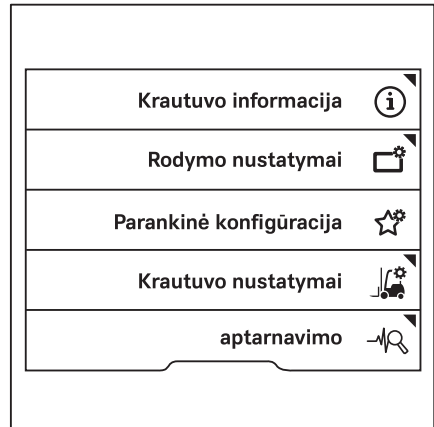 Krautuvo informacija
Rodymo nustatymai
Parankinė konfigūracija
Krautuvo nustatymai
aptarnavimo